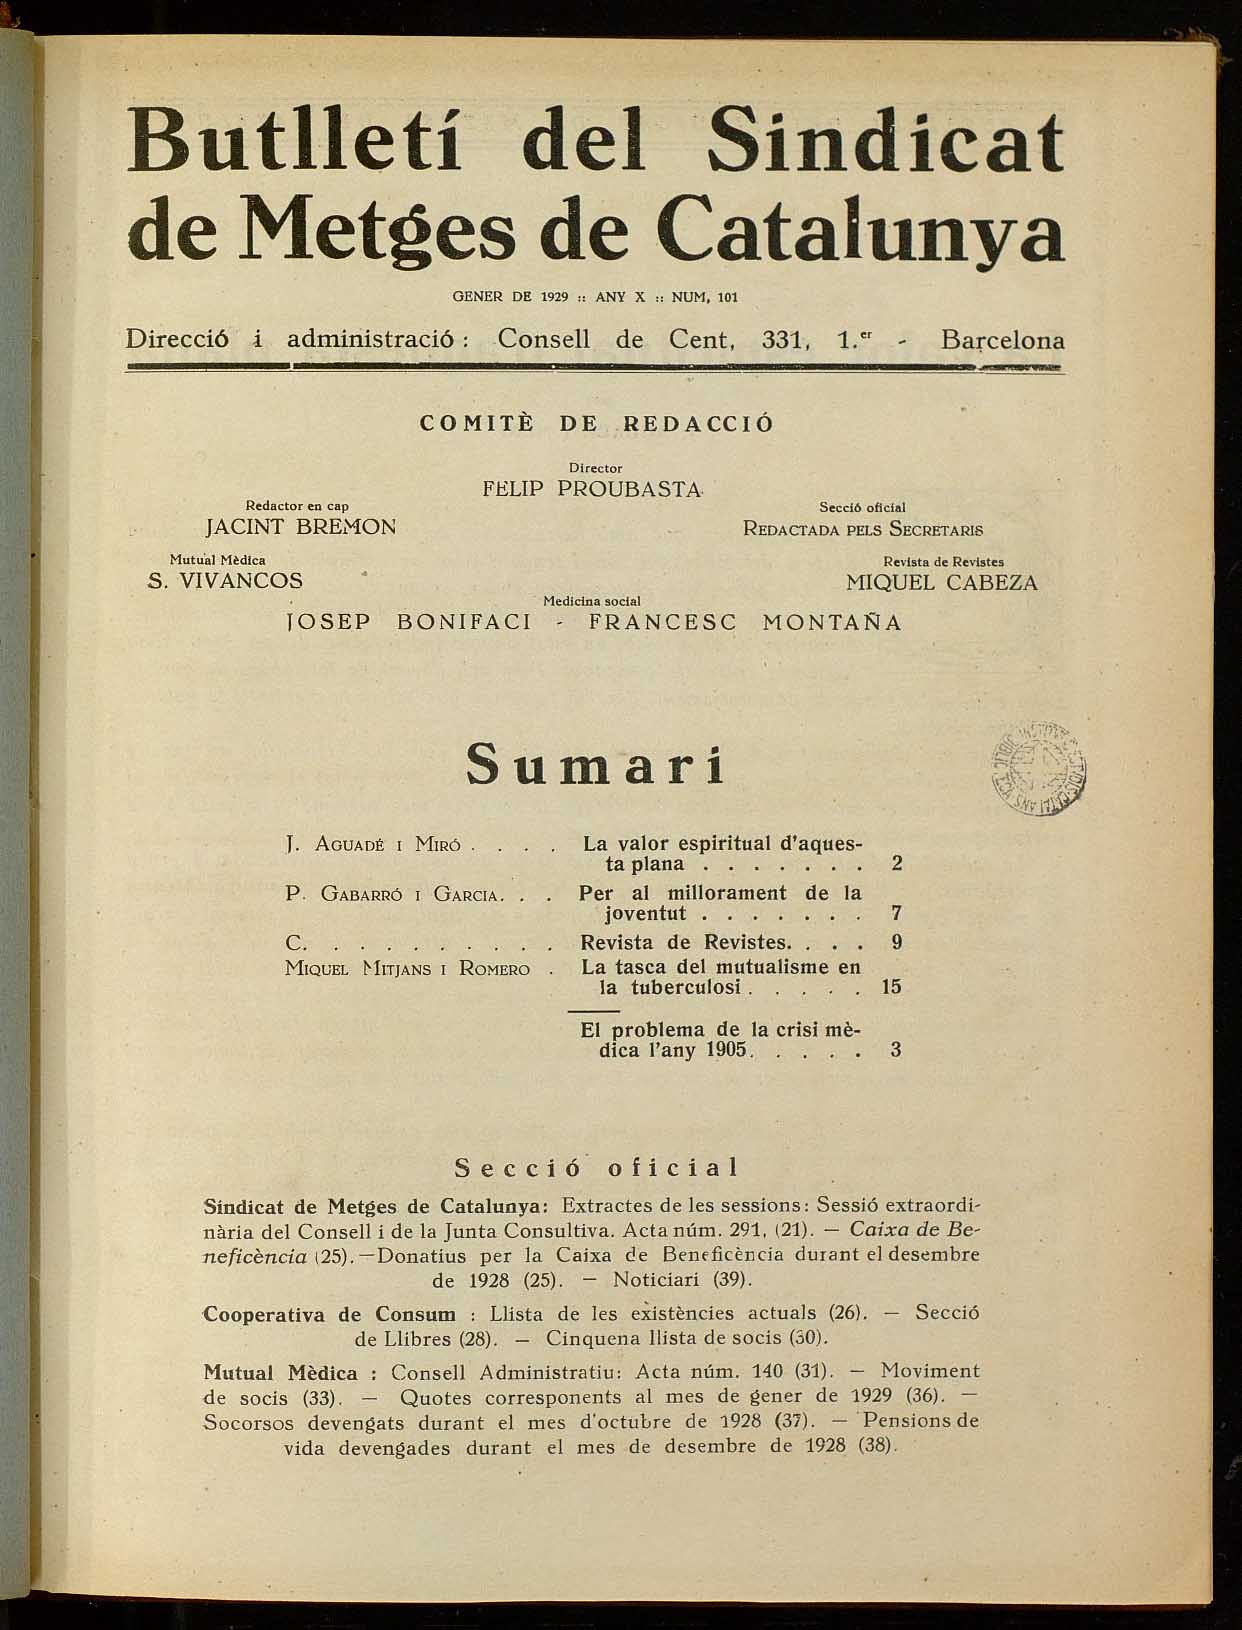 Butlletí del Sindicat
de Metges de Catalunya
GENER DE 1929 :: ANY X :: NUM, 101
Direcció i administració : Consell de Cent, 331, 1.er - Barcelona
COMITÈ DE REDACCIÓ
Director
FELIP PROUBASTA
Redactor en cap
JACINT BREMON
Secció oficial
REDACTADA PELS SECRETARIS
Mutual Mèdica
S. VIVANCOS
Revista de Revistes
MIQUEL CABEZA
Medicina social
JOSEP BONIFACI - FRANCESC MONTAÑA
Sumari
J. AGUADÉ I MIRÓ . . . . La valor espiritual d'aques-
ta plana . . . . . . . 2
P. GABARRÓ I GARCIA. . . Per al millorament de la
joventut . . . . . . . 7
C. . . . . . . . . . . Revista de Revistes. . . . 9
MIQUEL MITJANS I ROMERO . La tasca del mutualisme en
la tuberculosi . . . . . 15
El problema de la crisi mè-
dica l'any 1905. . . . . 3
Secció oficial
Sindicat de Metges de Catalunya: Extractes de les sessions: Sessió extraordi-
nària del Consell i de la Junta Consultiva. Acta núm. 291, (21). — Caixa de Be-
neficència (25). — Donatius per la Caixa de Beneficència durant el desembre
de 1928 (25). — Noticiari (39).
Cooperativa de Consum : Llista de les existències actuals (26). — Secció
de Llibres (28). — Cinquena llista de socis (30).
Mutual Mèdica : Consell Administratiu: Acta núm. 140 (31). — Moviment
de socis (33). — Quotes corresponents al mes de gener de 1929 (36). —
Socorsos devengats durant el mes d'octubre de 1928 (37). — Pensions de
vida devengades durant el mes de desembre de 1928 (38).